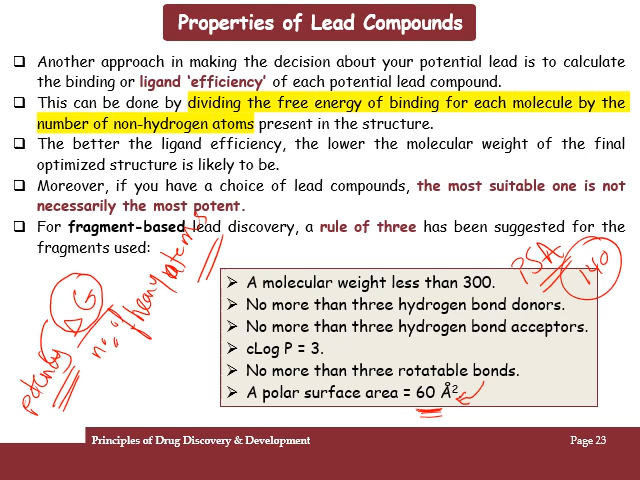 Properties of Lead Compounds
❑ Another approach in making the decision about your potential lead is to calculate
the binding or ligand ‘efficiency’ of each potential lead compound.
❑ This can be done by dividing the free energy of binding for each molecule by the
number of non-hydrogen atoms present in the structure.
❑ The better the ligand efficiency, the lower the molecular weight of the final
optimized structure is likely to be.
❑ Moreover, if you have a choice of lead compounds, the most suitable one is not
necessarily the most potent.
❑ For fragment-based lead discovery, a rule of three has been suggested for the
fragments used:
potency ΔG
no. of heavy atoms
PSA 140
➢ A molecular weight less than 300.
➢ No more than three hydrogen bond donors.
➢ No more than three hydrogen bond acceptors.
➢ cLog P = 3.
➢ No more than three rotatable bonds.
➢ A polar surface area = 60 Å²
Principles of Drug Discovery & Development
Page 23